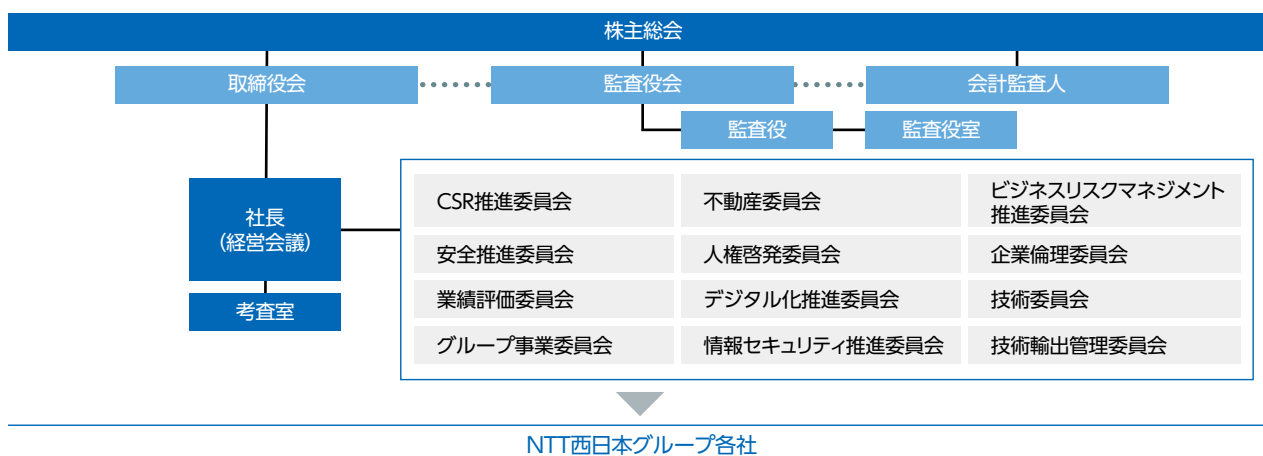 株主総会
取締役会
監査役会
会計監査人
監査役
監査役室
社長
(経営会議)
考査室
CSR推進委員会
不動産委員会
ビジネスリスクマネジメント
推進委員会
安全推進委員会
人権啓発委員会
企業倫理委員会
業績評価委員会
デジタル化推進委員会
技術委員会
グループ事業委員会
情報セキュリティ推進委員会
技術輸出管理委員会
NTT西日本グループ各社